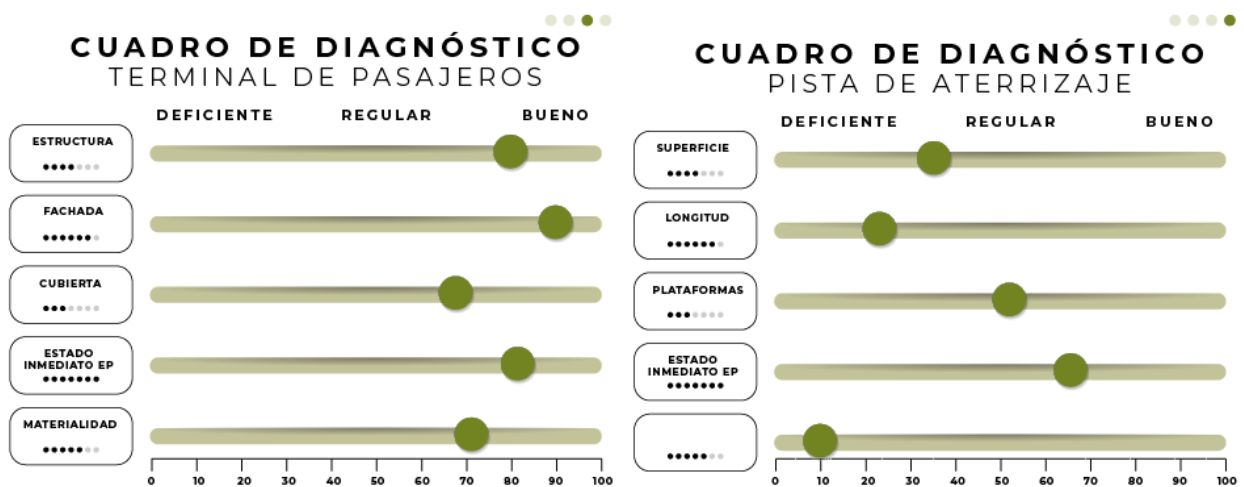 CUADRO DE DIAGNÓSTICO
TERMINAL DE PASAJEROS
DEFICIENTE REGULAR BUENO
ESTRUCTURA
FACHADA
CUBIERTA
ESTADO
INMEDIATO EP
MATERIALIDAD
0 10 20 30 40 50 60 70 80 90 100
CUADRO DE DIAGNÓSTICO
PISTA DE ATERRIZAJE
DEFICIENTE REGULAR BUENO
SUPERFICIE
LONGITUD
PLATAFORMAS
ESTADO
INMEDIATO EP
0 10 20 30 40 50 60 70 80 90 100